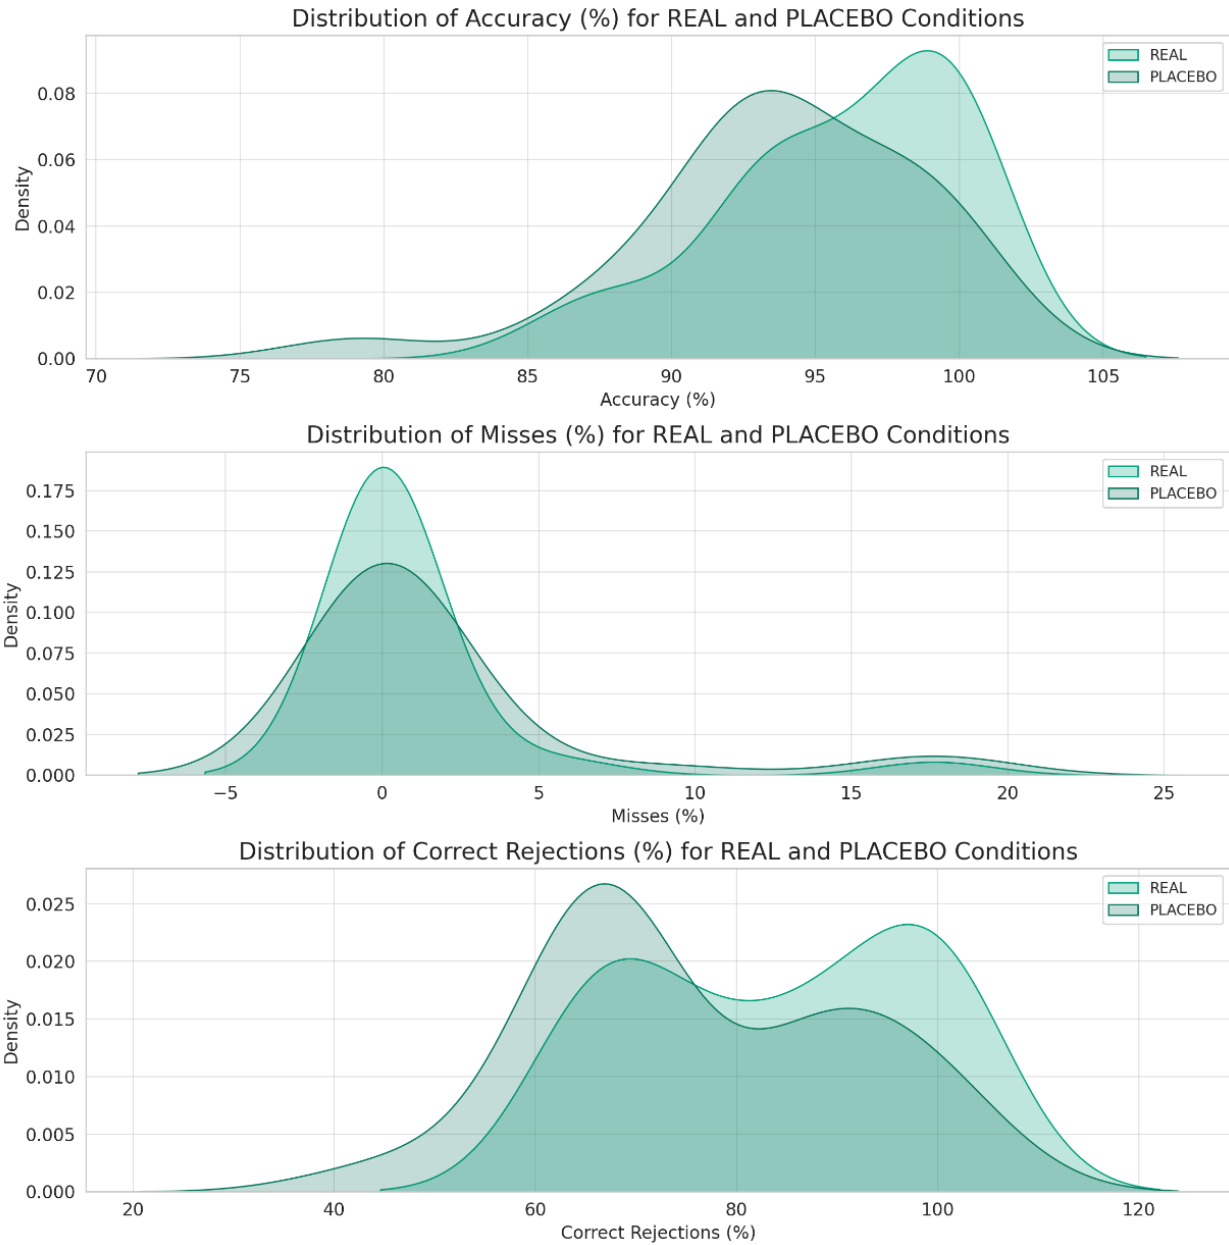 Distribution of Accuracy (%) for REAL and PLACEBO Conditions
REAL
PLACEBO
Density
0.08
0.06
0.04
0.02
0.00
70 75 80 85 90 95 100 105
Accuracy (%)
Distribution of Misses (%) for REAL and PLACEBO Conditions
REAL
PLACEBO
Density
0.175
0.150
0.125
0.100
0.075
0.050
0.025
0.000
−5 0 5 10 15 20 25
Misses (%)
Distribution of Correct Rejections (%) for REAL and PLACEBO Conditions
REAL
PLACEBO
Density
0.025
0.020
0.015
0.010
0.005
0.000
20 40 60 80 100 120
Correct Rejections (%)